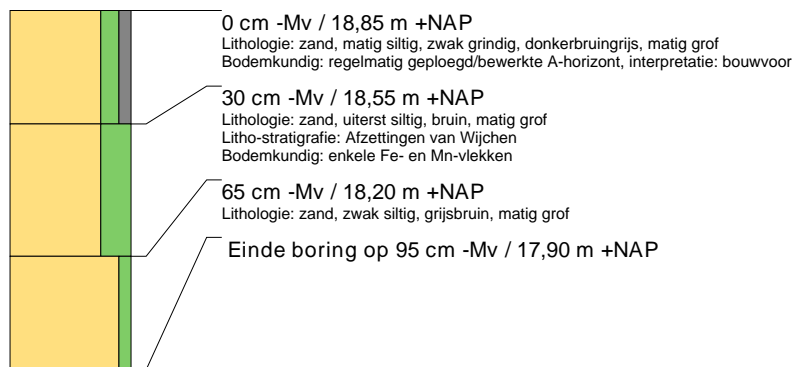 0 cm -Mv / 18,85 m +NAP
Lithologie: zand, matig siltig, zwak grindig, donkerbruingrijs, matig grof
Bodemkundig: regelmatig geploegd/bewerkte A-horizont, interpretatie: bouwvoor
30 cm -Mv / 18,55 m +NAP
Lithologie: zand, uiterst siltig, bruin, matig grof
Litho-stratigrafie: Afzettingen van Wijchen
Bodemkundig: enkele Fe- en Mn-vlekken
65 cm -Mv / 18,20 m +NAP
Lithologie: zand, zwak siltig, grijsbruin, matig grof
Einde boring op 95 cm -Mv / 17,90 m +NAP